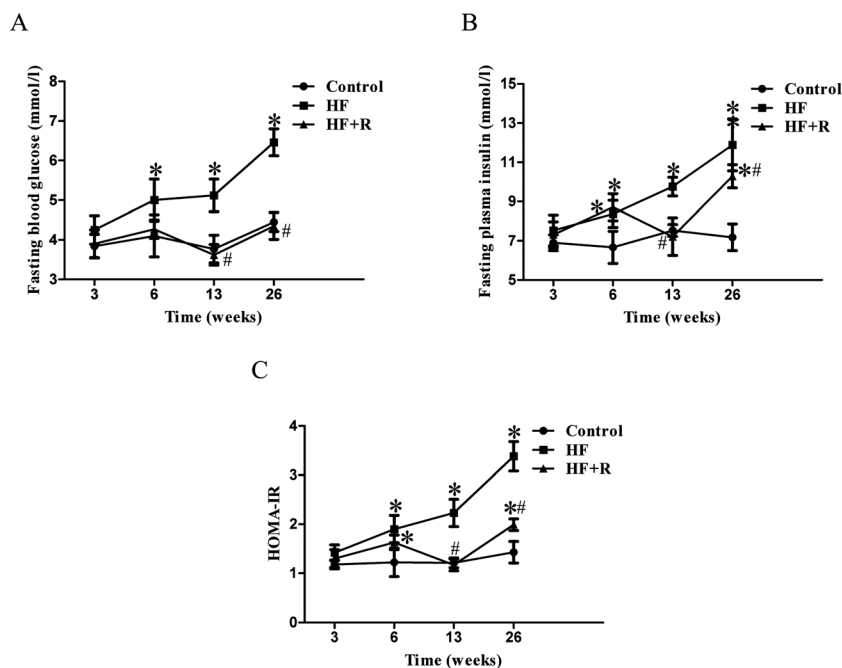 A
Fasting blood glucose (mmol/l)
8
7
6
5
4
3
3 6 13 26
Time (weeks)
Control
HF
HF+R
*
*
*
#
#
B
Fasting plasma insulin (mmol/l)
15
13
11
9
7
5
3 6 13 26
Time (weeks)
Control
HF
HF+R
*
*
*
*
*
*#
#
C
HOMA-IR
4
3
2
1
0
3 6 13 26
Time (weeks)
Control
HF
HF+R
*
*
*
*
*#
#